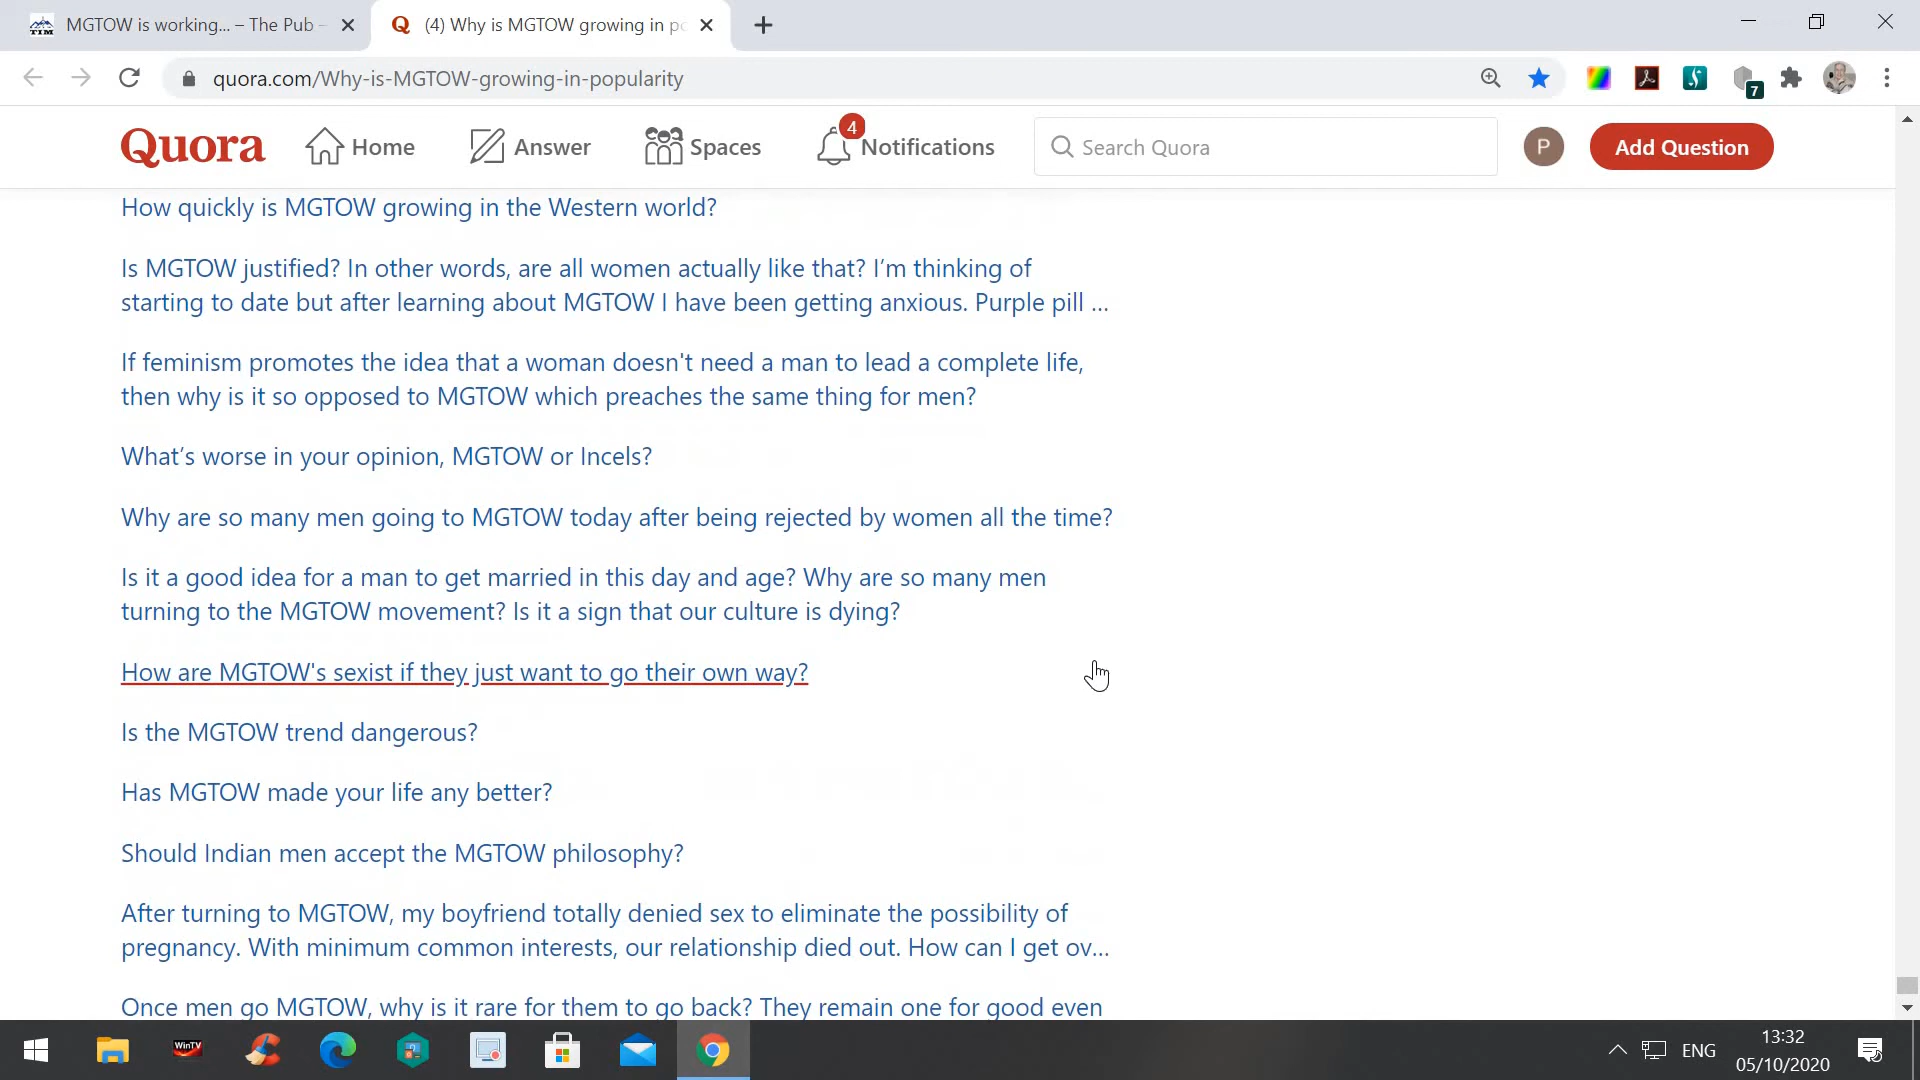 MGTOW is working... – The Pub –
(4) Why is MGTOW growing in po
quora.com/Why-is-MGTOW-growing-in-popularity
7
Quora
Home
Answer
Spaces
4
Notifications
Search Quora
P
Add Question
How quickly is MGTOW growing in the Western world?
Is MGTOW justified? In other words, are all women actually like that? I’m thinking of
starting to date but after learning about MGTOW I have been getting anxious. Purple pill ...
If feminism promotes the idea that a woman doesn't need a man to lead a complete life,
then why is it so opposed to MGTOW which preaches the same thing for men?
What’s worse in your opinion, MGTOW or Incels?
Why are so many men going to MGTOW today after being rejected by women all the time?
Is it a good idea for a man to get married in this day and age? Why are so many men
turning to the MGTOW movement? Is it a sign that our culture is dying?
How are MGTOW's sexist if they just want to go their own way?
Is the MGTOW trend dangerous?
Has MGTOW made your life any better?
Should Indian men accept the MGTOW philosophy?
After turning to MGTOW, my boyfriend totally denied sex to eliminate the possibility of
pregnancy. With minimum common interests, our relationship died out. How can I get ov...
Once men go MGTOW, why is it rare for them to go back? They remain one for good even
WinTV
ENG
13:32
05/10/2020